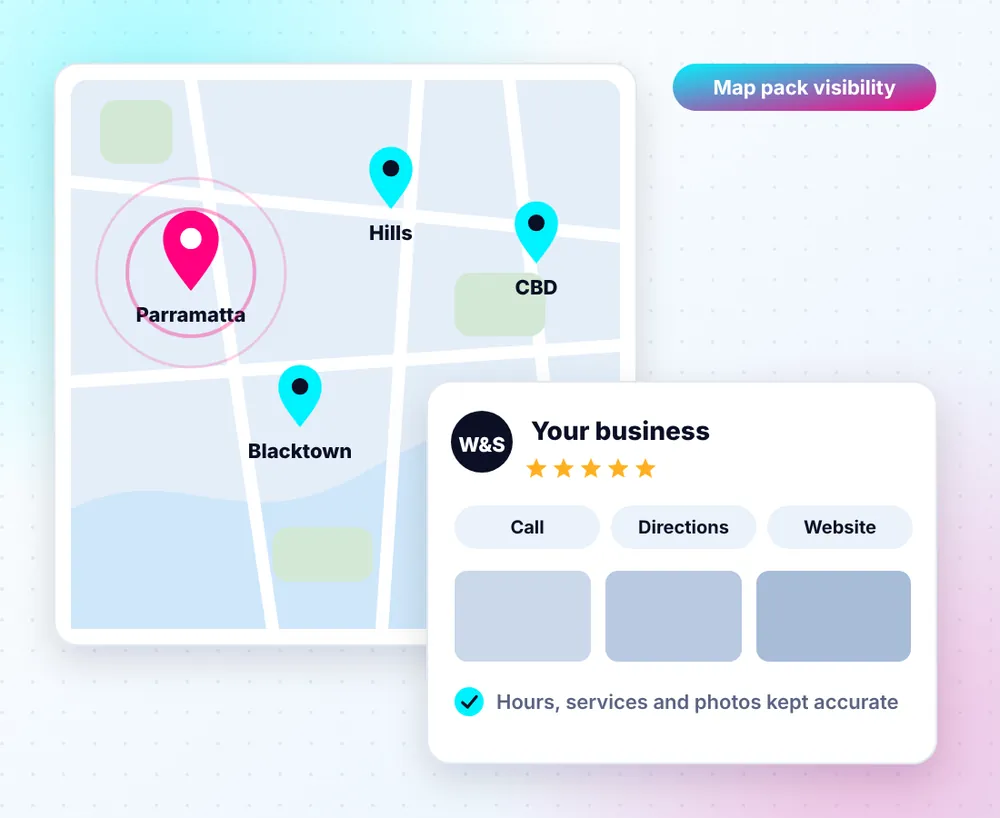 Map pack visibility
Hills
CBD
Parramatta
Blacktown
W&S
Your business
Call
Directions
Website
Hours, services and photos kept accurate